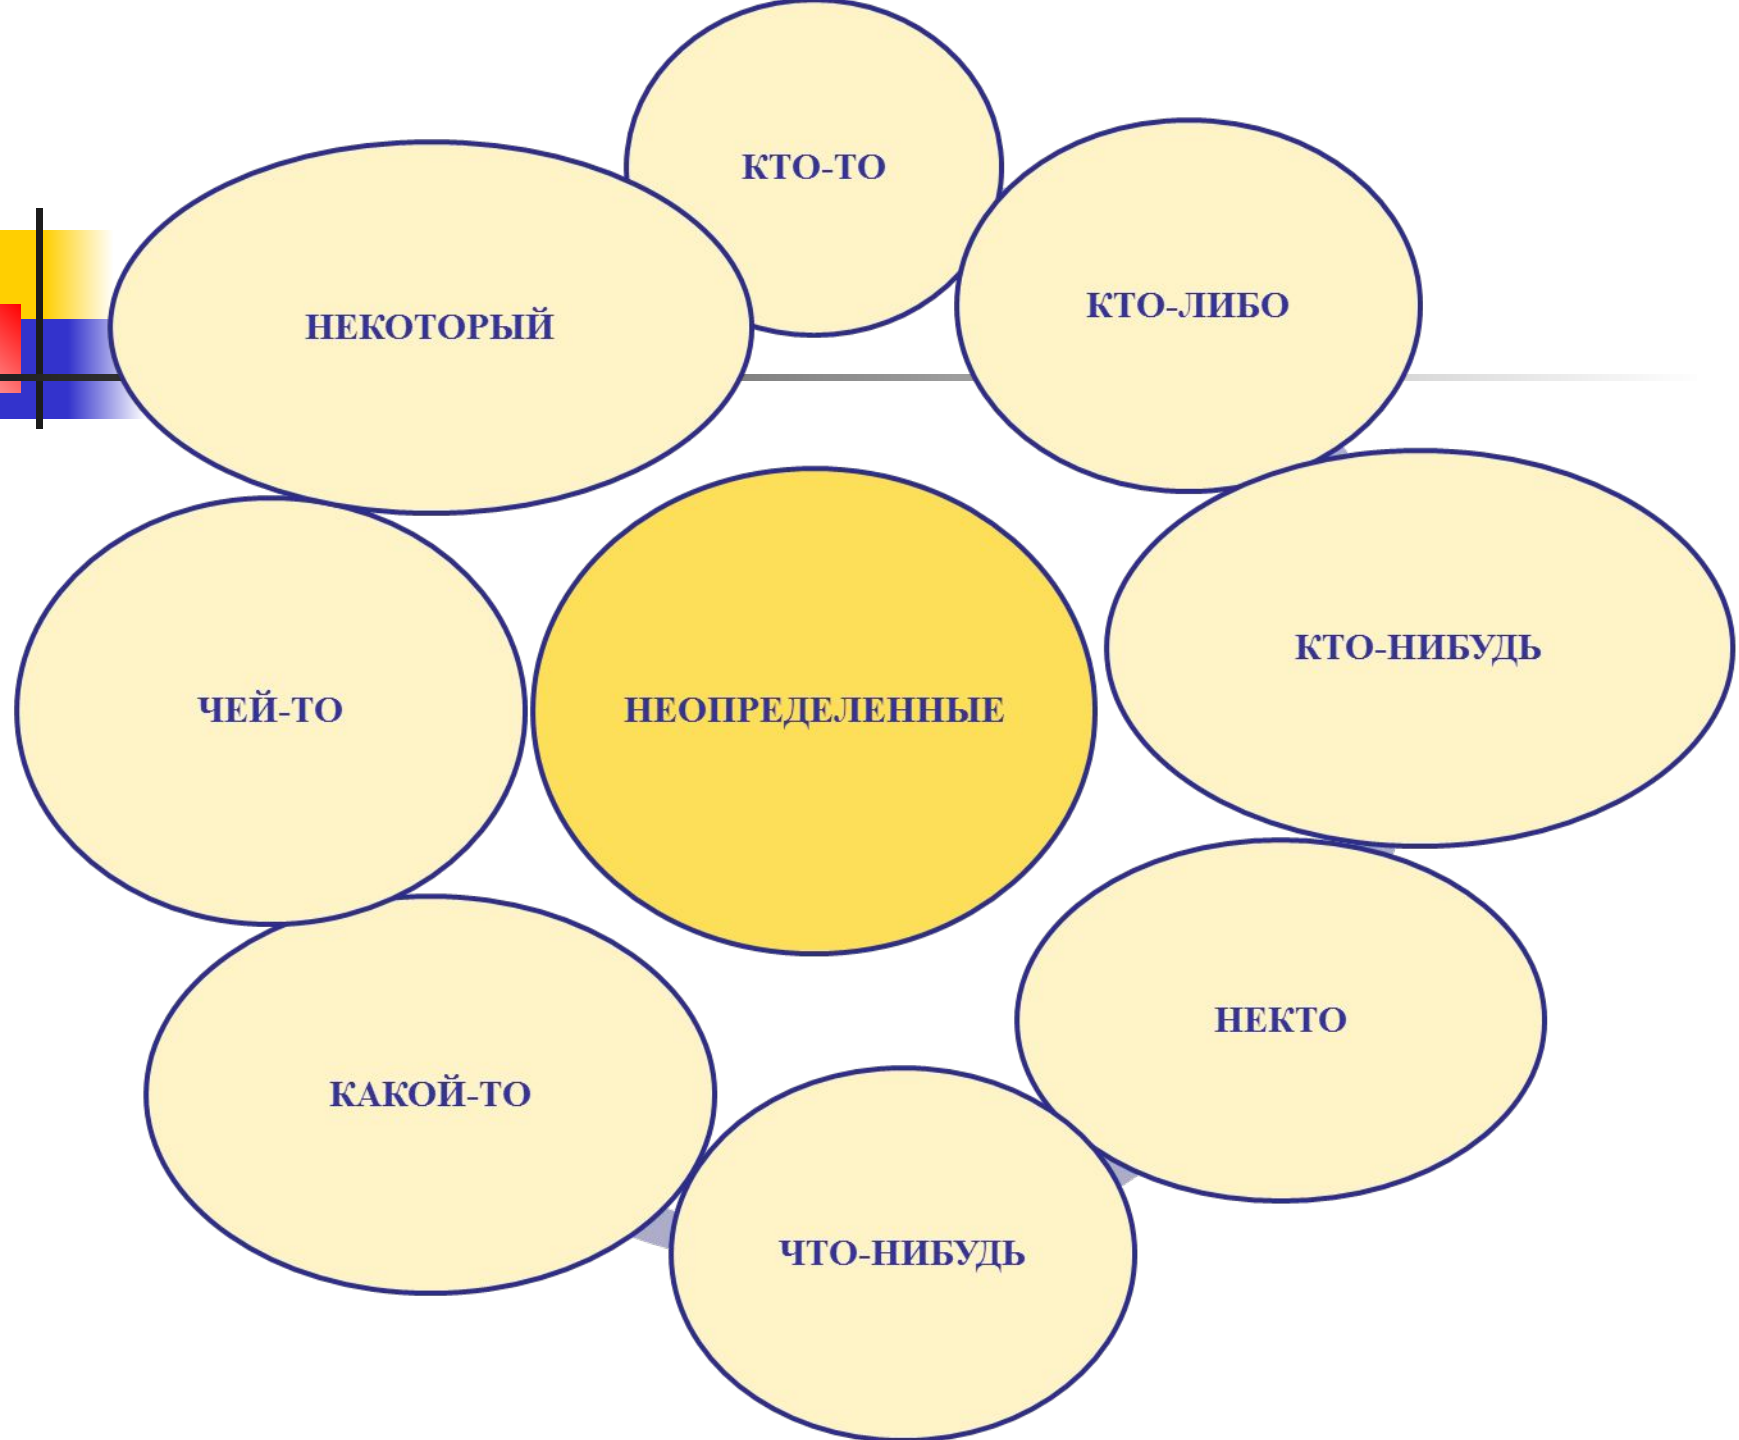 КТО-ТО
КТО-ЛИБО
НЕКОТОРЫЙ
КТО-НИБУДЬ
ЧЕЙ-ТО
НЕОПРЕДЕЛЕННЫЕ
НЕКТО
КАКОЙ-ТО
ЧТО-НИБУДЬ